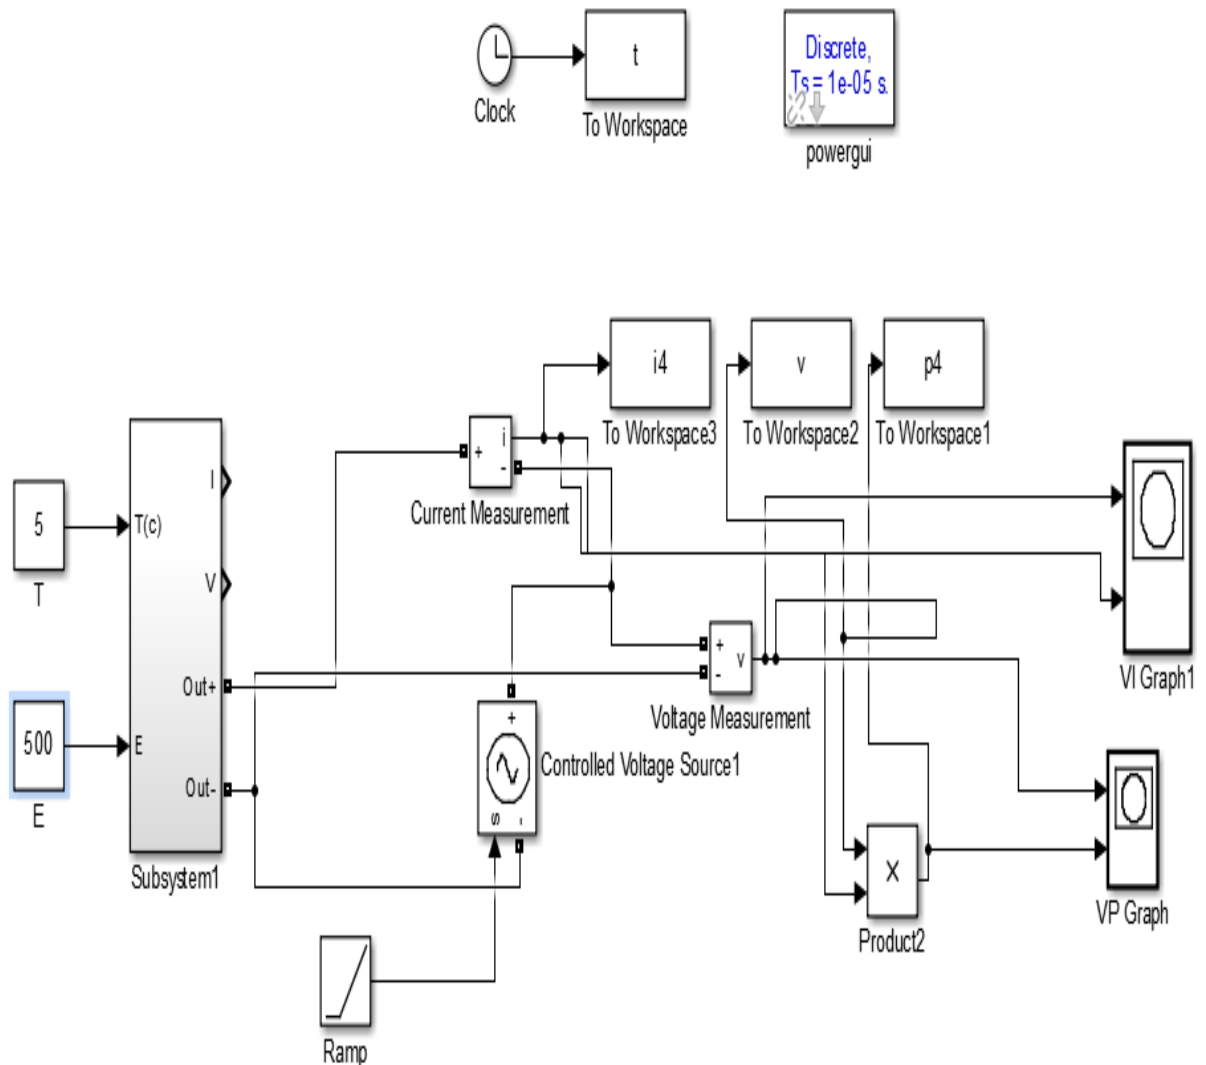 t
Discrete,
Ts = 1e-05 s.
Clock
To Workspace
powergui
i4
v
p4
To Workspace3
To Workspace2
To Workspace1
i
+
-
Current Measurement
I
5
T(c)
T
V
+
v
-
Voltage Measurement
VI Graph1
Out+
500
E
Out-
E
Subsystem1
+
s
-
Controlled Voltage Source1
×
Product2
VP Graph
Ramp